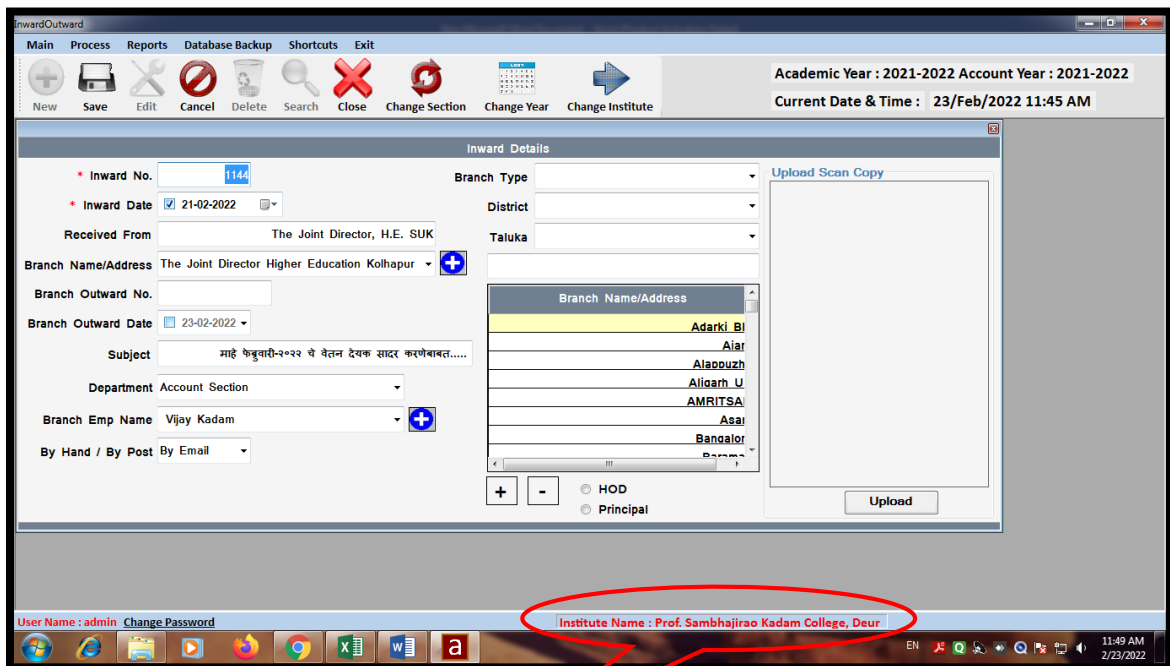 InwardOutward
Main Process Reports Database Backup Shortcuts Exit
New Save Edit Cancel Delete Search Close Change Section Change Year Change Institute
Academic Year : 2021-2022 Account Year : 2021-2022
Current Date & Time : 23/Feb/2022 11:45 AM
Inward Details
* Inward No. 1144
* Inward Date 21-02-2022
Received From The Joint Director, H.E. SUK
Branch Name/Address The Joint Director Higher Education Kolhapur
Branch Outward No.
Branch Outward Date 23-02-2022
Subject माहे फेब्रुवारी-२०२२ चे वेतन देयक सादर करणेबाबत.....
Department Account Section
Branch Emp Name Vijay Kadam
By Hand / By Post By Email
Branch Type
District
Taluka
Branch Name/Address
Adarki Bl
Aiar
Alappuzh
Aligarh U
AMRITSA
Asar
Bangalor
+ - HOD
Principal
Upload Scan Copy
Upload
User Name : admin Change Password
Institute Name : Prof. Sambhajirao Kadam College, Deur
EN
11:49 AM
2/23/2022